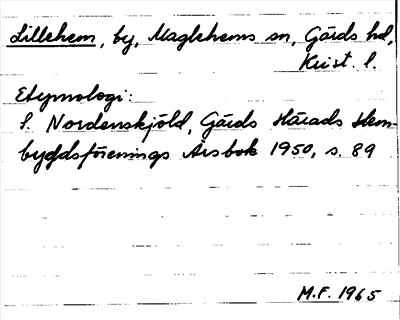 Lillehem, by, Maglehems sn, Gärds hd,
Krist. l.
Etymologi:
S. Nordenskjöld, Gärds Härads Hem-
bygdsförenings Årsbok 1950, s. 89
M.F. 1965